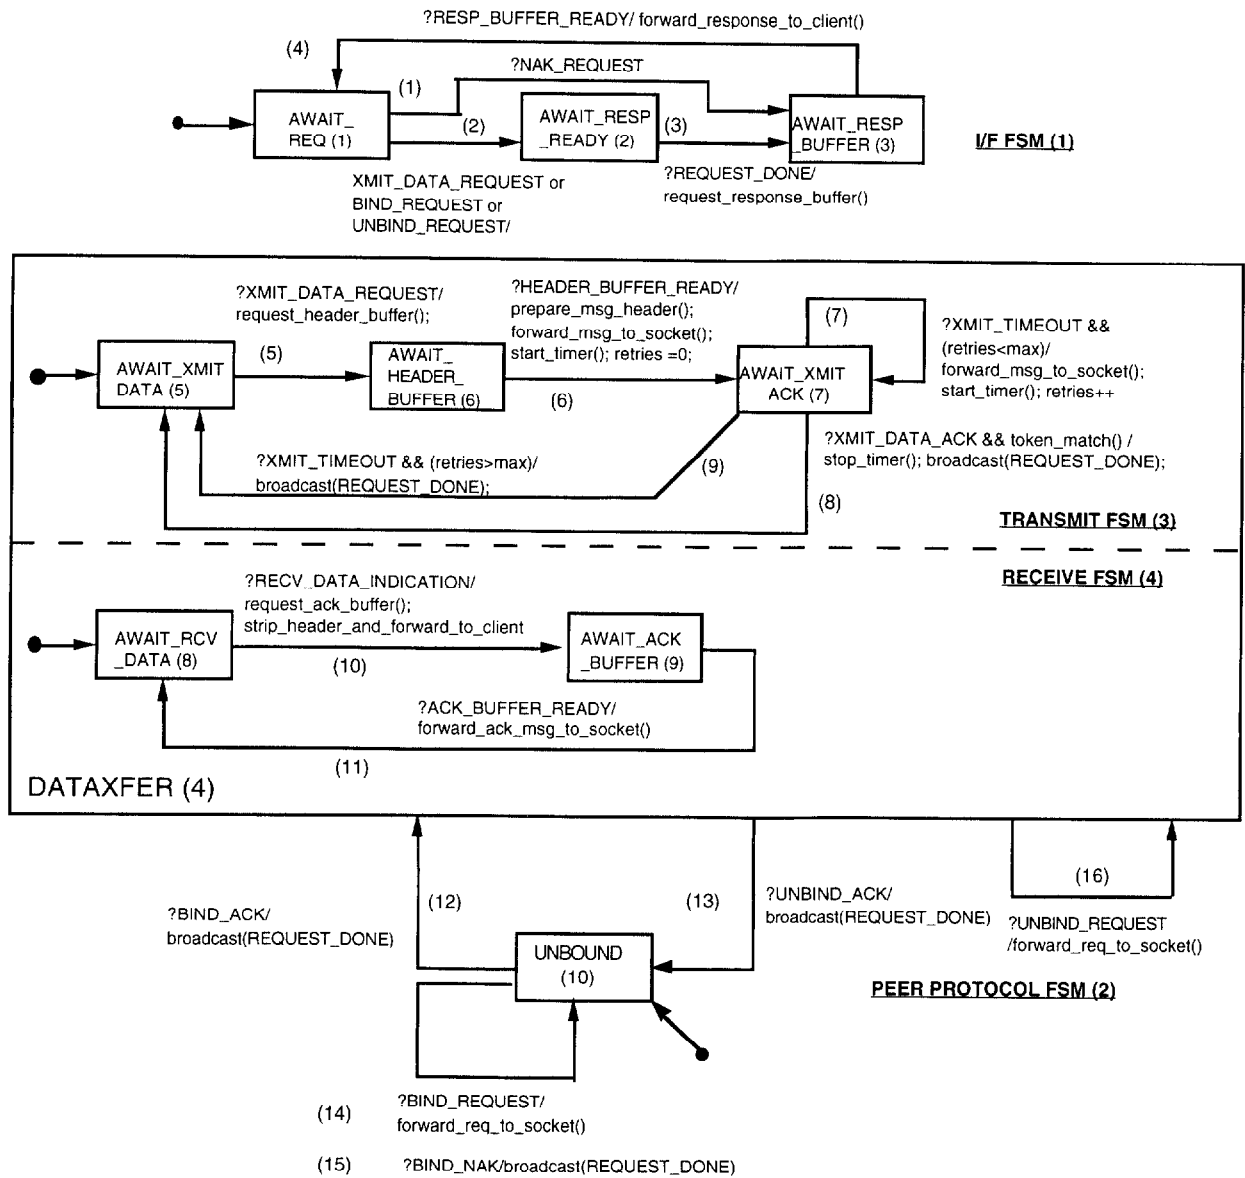 ?RESP_BUFFER_READY/ forward_response_to_client()
(4)
(1)
?NAK_REQUEST
AWAIT_
REQ (1)
(2)
AWAIT_RESP
_READY (2)
(3)
AWAIT_RESP
_BUFFER (3)
I/F FSM (1)
XMIT_DATA_REQUEST or
BIND_REQUEST or
UNBIND_REQUEST/
?REQUEST_DONE/
request_response_buffer()
?XMIT_DATA_REQUEST/
request_header_buffer();
?HEADER_BUFFER_READY/
prepare_msg_header();
forward_msg_to_socket();
start_timer(); retries =0;
(7)
?XMIT_TIMEOUT &&
(retries<max)/
forward_msg_to_socket();
start_timer(); retries++
AWAIT_XMIT
DATA (5)
(5)
AWAIT_
HEADER_
BUFFER (6)
(6)
AWAIT_XMIT
ACK (7)
?XMIT_TIMEOUT && (retries>max)/
broadcast(REQUEST_DONE);
(9)
?XMIT_DATA_ACK && token_match() /
stop_timer(); broadcast(REQUEST_DONE);
(8)
TRANSMIT FSM (3)
RECEIVE FSM (4)
?RECV_DATA_INDICATION/
request_ack_buffer();
strip_header_and_forward_to_client
AWAIT_RCV
_DATA (8)
(10)
AWAIT_ACK
_BUFFER (9)
?ACK_BUFFER_READY/
forward_ack_msg_to_socket()
(11)
DATAXFER (4)
?BIND_ACK/
broadcast(REQUEST_DONE)
(12)
(13)
?UNBIND_ACK/
broadcast(REQUEST_DONE)
(16)
?UNBIND_REQUEST
/forward_req_to_socket()
UNBOUND
(10)
PEER PROTOCOL FSM (2)
(14)
?BIND_REQUEST/
forward_req_to_socket()
(15)
?BIND_NAK/broadcast(REQUEST_DONE)